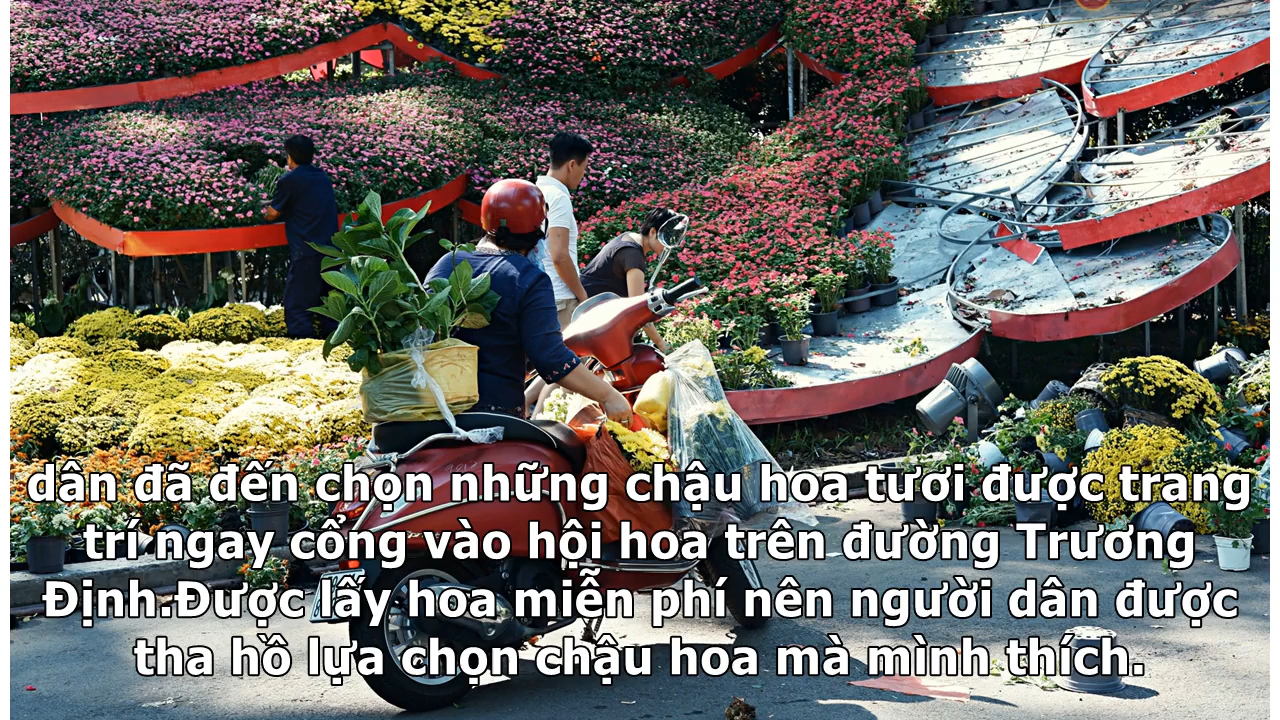 dân đã đến chọn những chậu hoa tươi được trang
trí ngay cổng vào hội hoa trên đường Trương
Định.Được lấy hoa miễn phí nên người dân được
tha hồ lựa chọn chậu hoa mà mình thích.